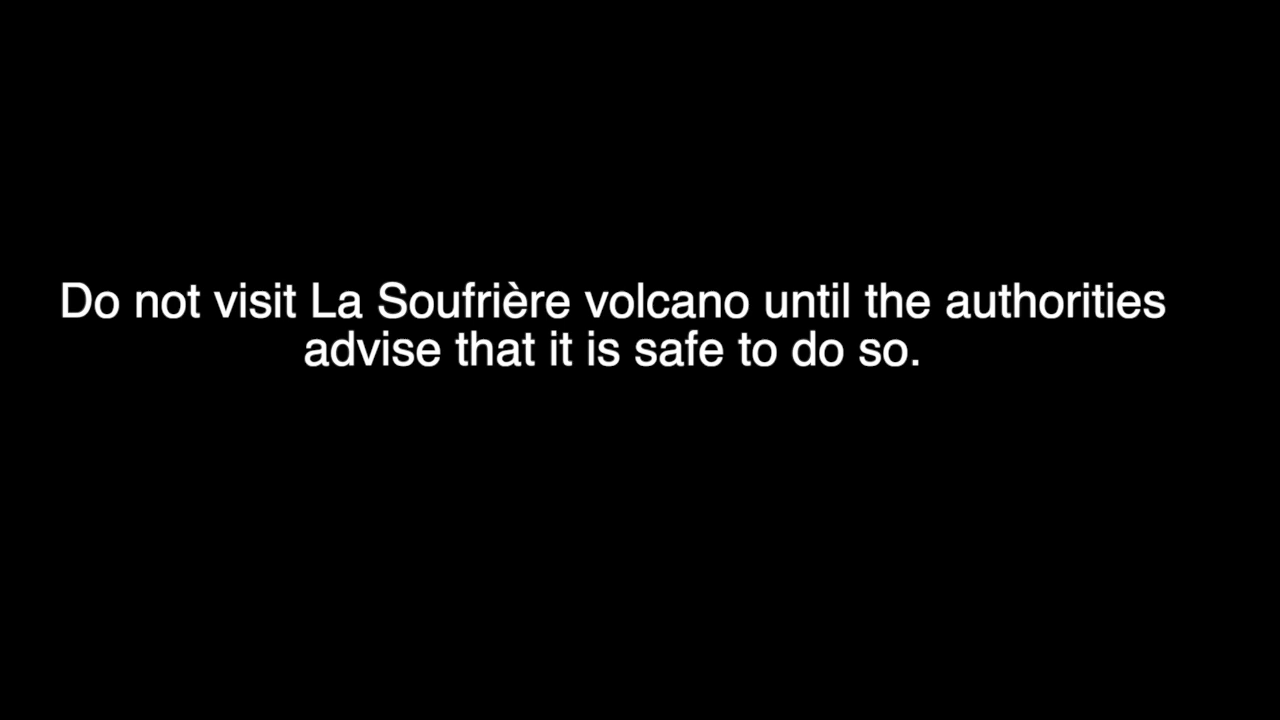 Do not visit La Soufrière volcano until the authorities
advise that it is safe to do so.